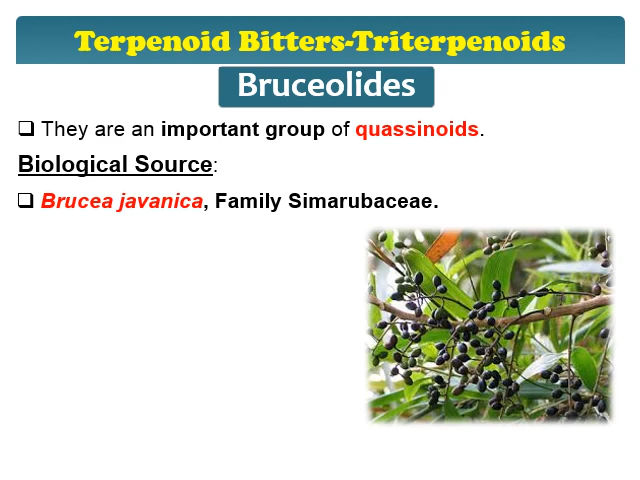 Terpenoid Bitters-Triterpenoids
Bruceolides
❑ They are an important group of quassinoids.
Biological Source:
❑ Brucea javanica, Family Simarubaceae.